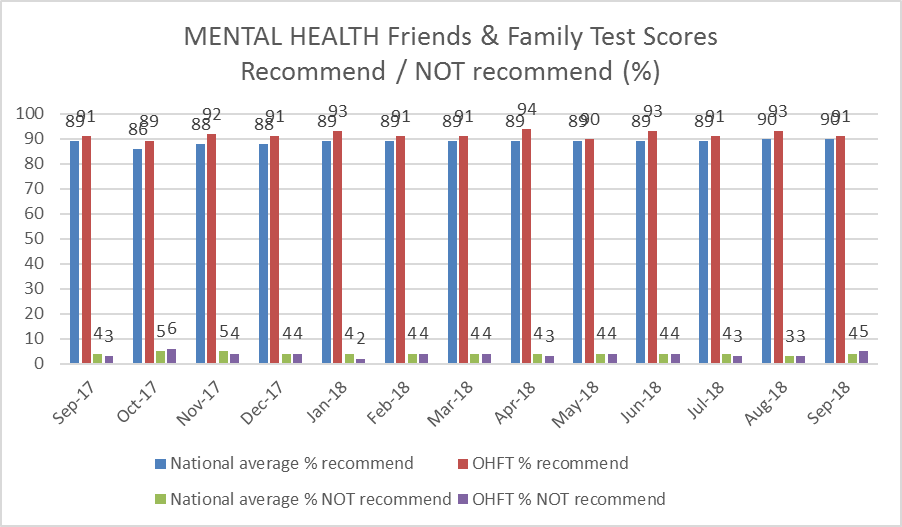 MENTAL HEALTH Friends & Family Test Scores
Recommend / NOT recommend (%)
100
90
80
70
60
50
40
30
20
10
0
89 91 86 89 88 92 88 91 89 93 89 91 89 91 89 94 89 90 89 93 89 91 90 93 90 91
4 3 5 6 5 4 4 4 4 2 4 4 4 4 4 3 4 4 4 4 4 3 3 3 4 5
Sep-17 Oct-17 Nov-17 Dec-17 Jan-18 Feb-18 Mar-18 Apr-18 May-18 Jun-18 Jul-18 Aug-18 Sep-18
National average % recommend OHFT % recommend
National average % NOT recommend OHFT % NOT recommend